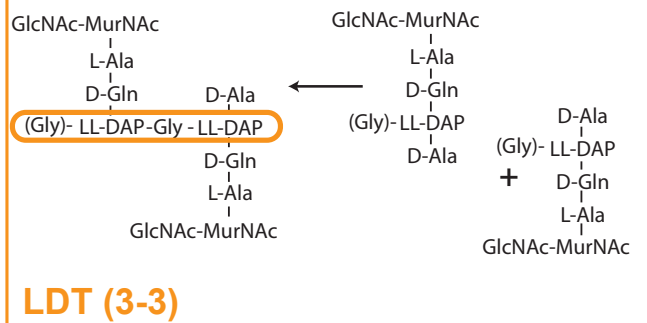 GlcNAc-MurNAc
L-Ala
D-Gln
D-Ala
(Gly)- LL-DAP-Gly - LL-DAP
D-Gln
L-Ala
GlcNAc-MurNAc
GlcNAc-MurNAc
L-Ala
D-Gln
(Gly)- LL-DAP
D-Ala
+
D-Ala
(Gly)- LL-DAP
D-Gln
L-Ala
GlcNAc-MurNAc
LDT (3-3)